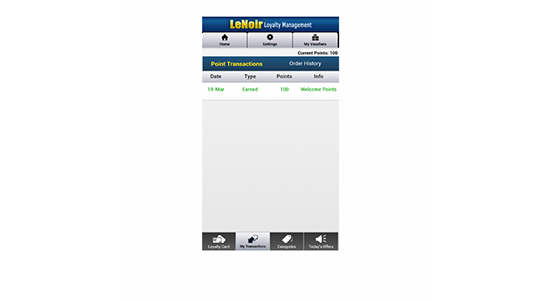 LeNoir Loyalty Management
Home Settings My Vouchers
Current Points: 100
Point Transactions Order History
Date Type Points Info
19-Mar Earned 100 Welcome Points
Loyalty Card My Transactions Categories Today's Offers